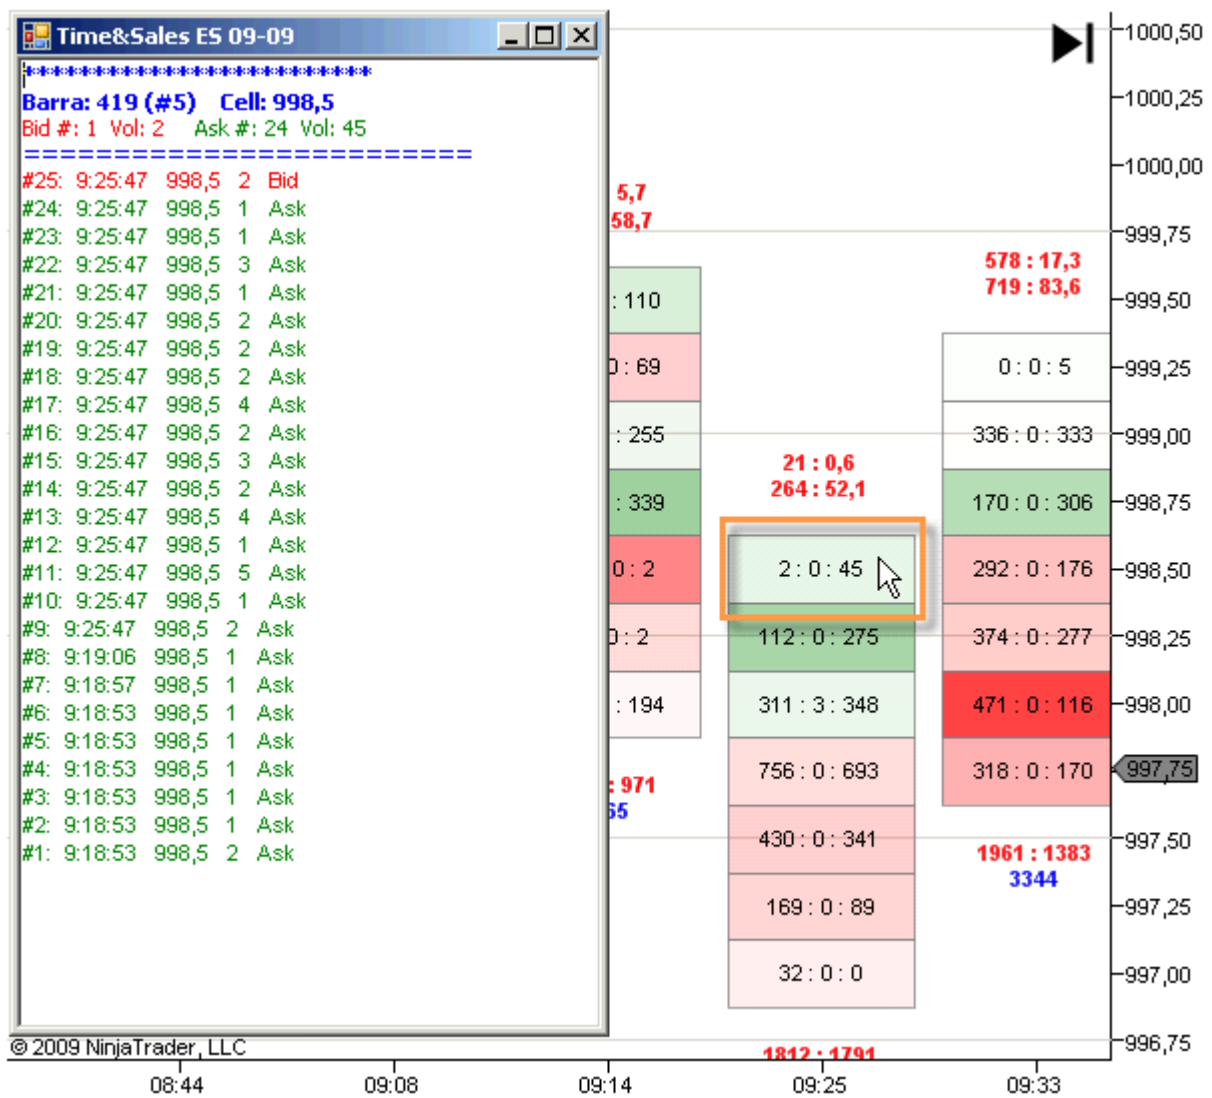 Time&Sales ES 09-09
*****************************
Barra: 419 (#5) Cell: 998,5
Bid #: 1 Vol: 2 Ask #: 24 Vol: 45
==========================
#25: 9:25:47 998,5 2 Bid
#24: 9:25:47 998,5 1 Ask
#23: 9:25:47 998,5 1 Ask
#22: 9:25:47 998,5 3 Ask
#21: 9:25:47 998,5 1 Ask
#20: 9:25:47 998,5 2 Ask
#19: 9:25:47 998,5 2 Ask
#18: 9:25:47 998,5 2 Ask
#17: 9:25:47 998,5 4 Ask
#16: 9:25:47 998,5 2 Ask
#15: 9:25:47 998,5 3 Ask
#14: 9:25:47 998,5 2 Ask
#13: 9:25:47 998,5 4 Ask
#12: 9:25:47 998,5 1 Ask
#11: 9:25:47 998,5 5 Ask
#10: 9:25:47 998,5 1 Ask
#9: 9:25:47 998,5 2 Ask
#8: 9:19:06 998,5 1 Ask
#7: 9:18:57 998,5 1 Ask
#6: 9:18:53 998,5 1 Ask
#5: 9:18:53 998,5 1 Ask
#4: 9:18:53 998,5 1 Ask
#3: 9:18:53 998,5 1 Ask
#2: 9:18:53 998,5 1 Ask
#1: 9:18:53 998,5 2 Ask
© 2009 NinjaTrader, LLC
5,7
58,7
: 110
: 69
: 255
: 339
0 : 2
: 2
: 194
: 971
65
21 : 0,6
264 : 52,1
2 : 0 : 45
112 : 0 : 275
311 : 3 : 348
756 : 0 : 693
430 : 0 : 341
169 : 0 : 89
32 : 0 : 0
1812 : 1791
578 : 17,3
719 : 83,6
0 : 0 : 5
336 : 0 : 333
170 : 0 : 306
292 : 0 : 176
374 : 0 : 277
471 : 0 : 116
318 : 0 : 170
1961 : 1383
3344
1000,50
1000,25
1000,00
999,75
999,50
999,25
999,00
998,75
998,50
998,25
998,00
997,75
997,50
997,25
997,00
996,75
08:44
09:08
09:14
09:25
09:33